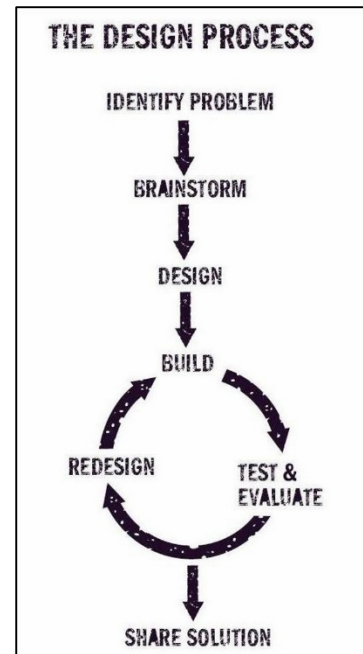 THE DESIGN PROCESS
IDENTIFY PROBLEM
BRAINSTORM
DESIGN
BUILD
REDESIGN
TEST &
EVALUATE
SHARE SOLUTION